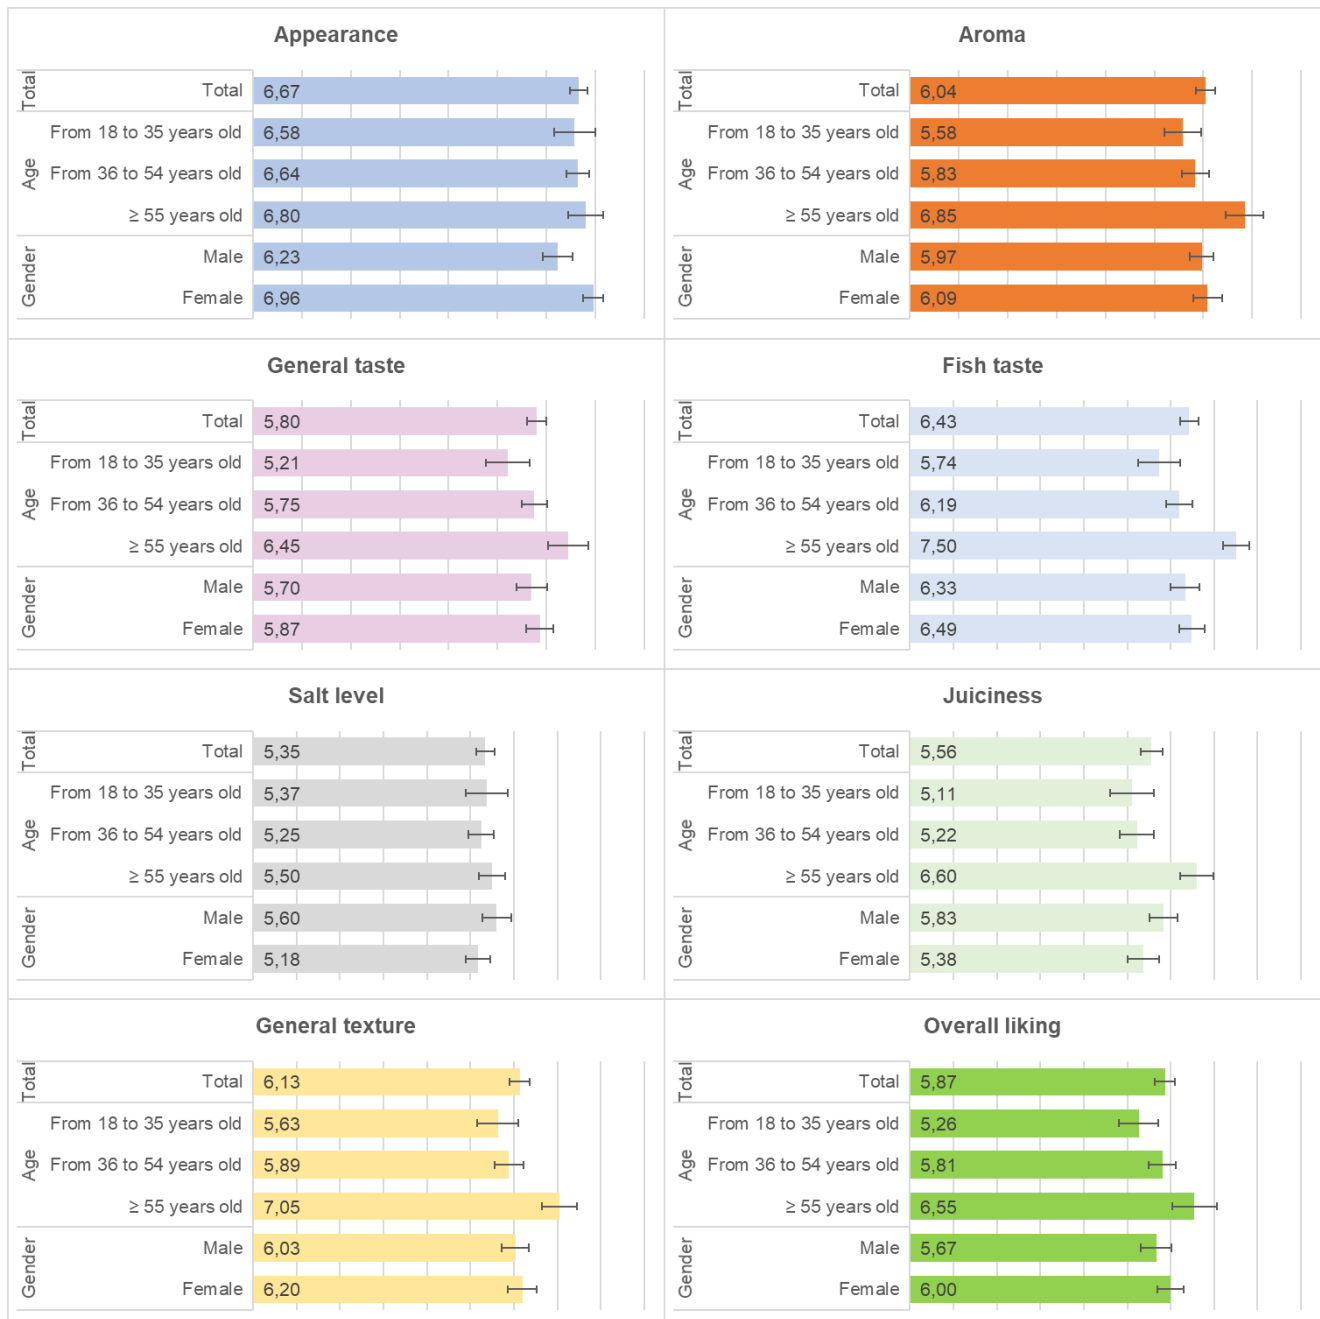 Appearance
Total
Total 6,67
Age
From 18 to 35 years old 6,58
From 36 to 54 years old 6,64
≥ 55 years old 6,80
Gender
Male 6,23
Female 6,96
Aroma
Total
Total 6,04
Age
From 18 to 35 years old 5,58
From 36 to 54 years old 5,83
≥ 55 years old 6,85
Gender
Male 5,97
Female 6,09
General taste
Total
Total 5,80
Age
From 18 to 35 years old 5,21
From 36 to 54 years old 5,75
≥ 55 years old 6,45
Gender
Male 5,70
Female 5,87
Fish taste
Total
Total 6,43
Age
From 18 to 35 years old 5,74
From 36 to 54 years old 6,19
≥ 55 years old 7,50
Gender
Male 6,33
Female 6,49
Salt level
Total
Total 5,35
Age
From 18 to 35 years old 5,37
From 36 to 54 years old 5,25
≥ 55 years old 5,50
Gender
Male 5,60
Female 5,18
Juiciness
Total
Total 5,56
Age
From 18 to 35 years old 5,11
From 36 to 54 years old 5,22
≥ 55 years old 6,60
Gender
Male 5,83
Female 5,38
General texture
Total
Total 6,13
Age
From 18 to 35 years old 5,63
From 36 to 54 years old 5,89
≥ 55 years old 7,05
Gender
Male 6,03
Female 6,20
Overall liking
Total
Total 5,87
Age
From 18 to 35 years old 5,26
From 36 to 54 years old 5,81
≥ 55 years old 6,55
Gender
Male 5,67
Female 6,00